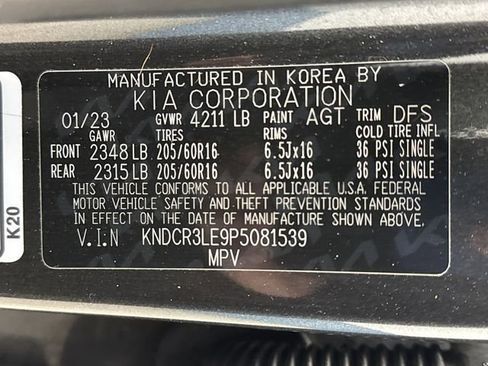 MANUFACTURED IN KOREA BY
KIA CORPORATION
01/23 GVWR 4211 LB PAINT AGT TRIM DFS
GAWR TIRES RIMS COLD TIRE INFL
FRONT 2348 LB 205/60R16 6.5Jx16 36 PSI SINGLE
REAR 2315 LB 205/60R16 6.5Jx16 36 PSI SINGLE
THIS VEHICLE CONFORMS TO ALL APPLICABLE U.S.A. FEDERAL
MOTOR VEHICLE SAFETY AND THEFT PREVENTION STANDARDS
IN EFFECT ON THE DATE OF MANUFACTURE SHOWN ABOVE.
V.I.N KNDCR3LE9P5081539
MPV
K20